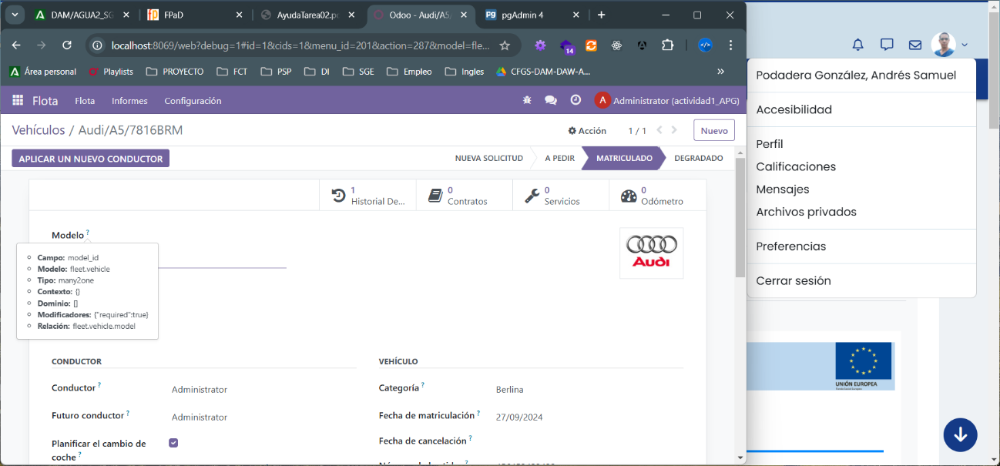 DAM/AGUA2_SG
FPaD
AyudaTarea02.pd
Odoo - Audi/A5/
pgAdmin 4
localhost:8069/web?debug=1#id=1&cids=1&menu_id=201&action=287&model=fle...
14
Área personal
Playlists
PROYECTO
FCT
PSP
DI
SGE
Empleo
Ingles
CFGS-DAM-DAW-A...
»
Flota
Flota
Informes
Configuración
A
Administrator (actividad1_APG)
Vehículos / Audi/A5/7816BRM
Acción
1 / 1
Nuevo
APLICAR UN NUEVO CONDUCTOR
NUEVA SOLICITUD
A PEDIR
MATRICULADO
DEGRADADO
1
Historial De...
0
Contratos
0
Servicios
0
Odómetro
Modelo ?
Audi
Campo: model_id
Modelo: fleet.vehicle
Tipo: many2one
Contexto: {}
Dominio: []
Modificadores: {"required":true}
Relación: fleet.vehicle.model
CONDUCTOR
Conductor ?
Administrator
Futuro conductor ?
Administrator
Planificar el cambio de
coche ?
VEHÍCULO
Categoría ?
Berlina
Fecha de matriculación ?
27/09/2024
Fecha de cancelación ?
Podadera González, Andrés Samuel
Accesibilidad
Perfil
Calificaciones
Mensajes
Archivos privados
Preferencias
Cerrar sesión
UNIÓN EUROPEA